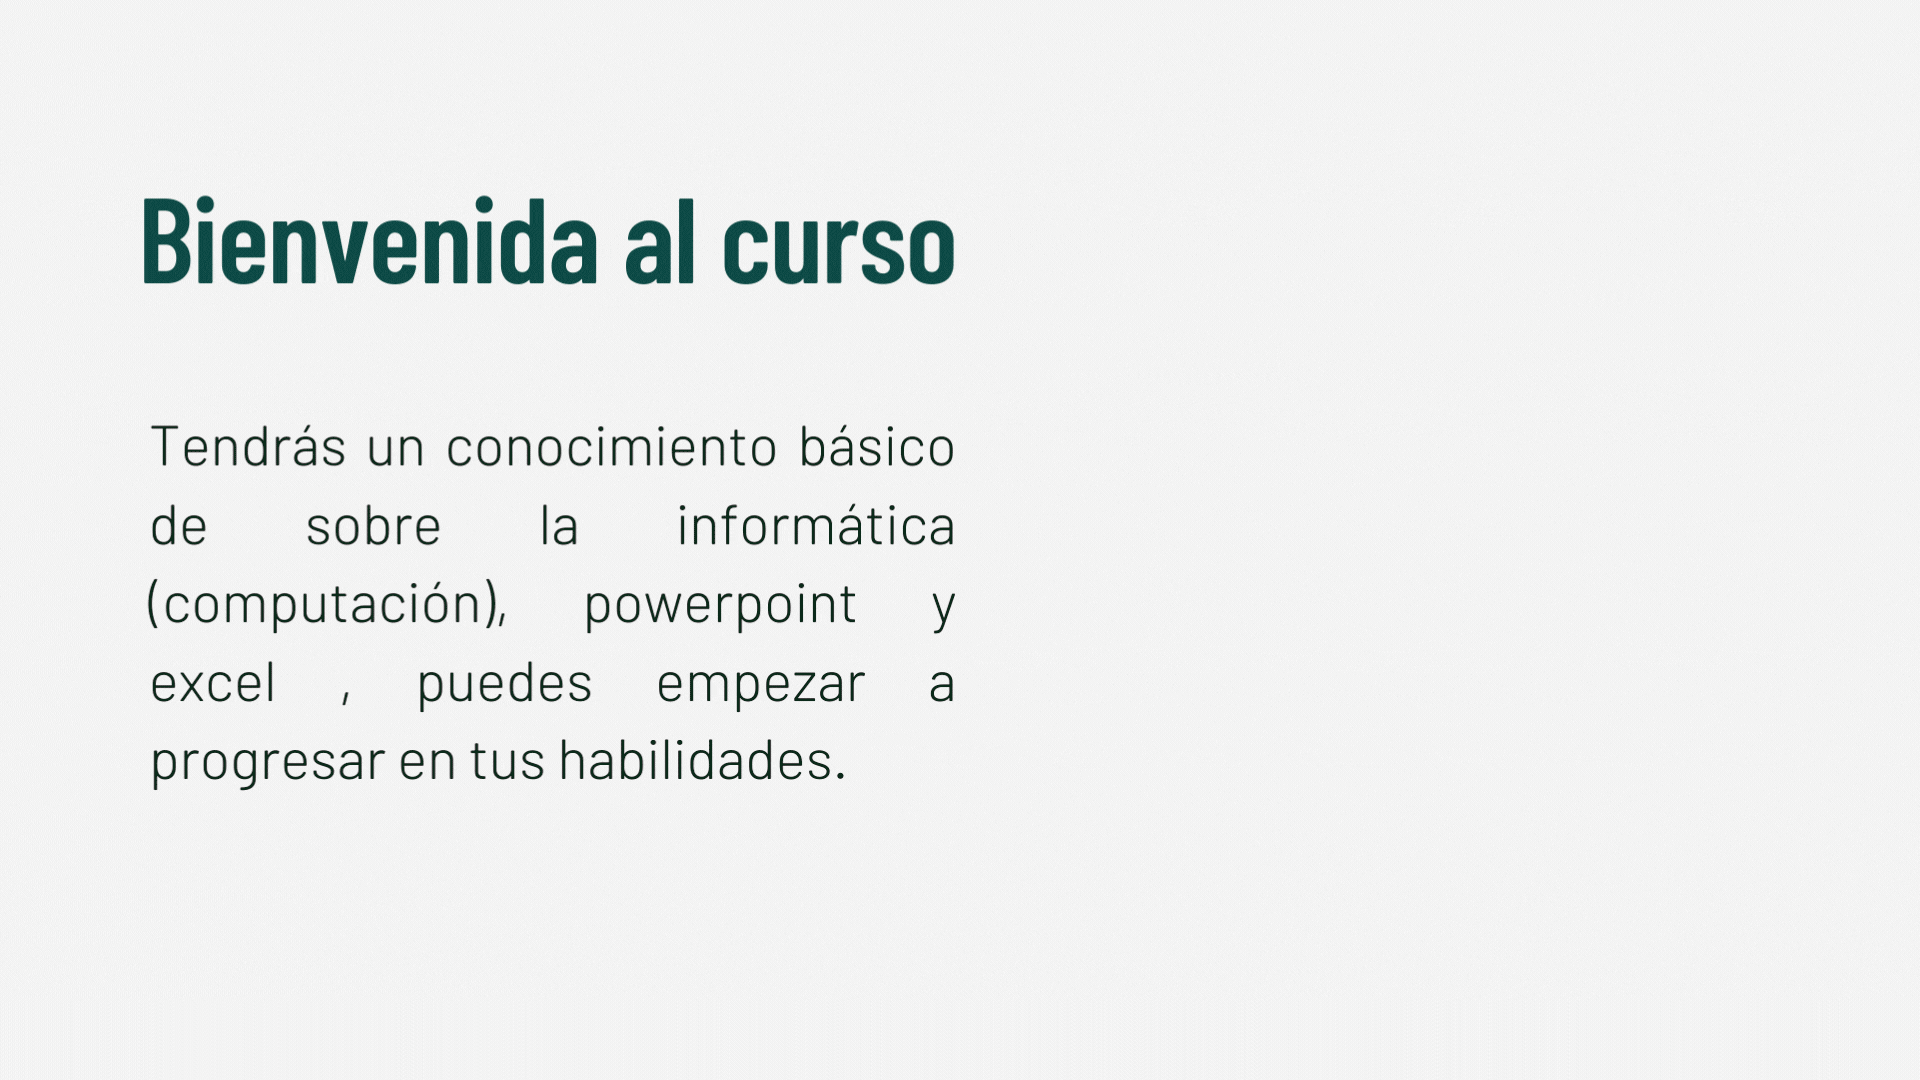 Bienvenida al curso
Tendrás un conocimiento básico
de sobre la informática
(computación), powerpoint y
excel , puedes empezar a
progresar en tus habilidades.